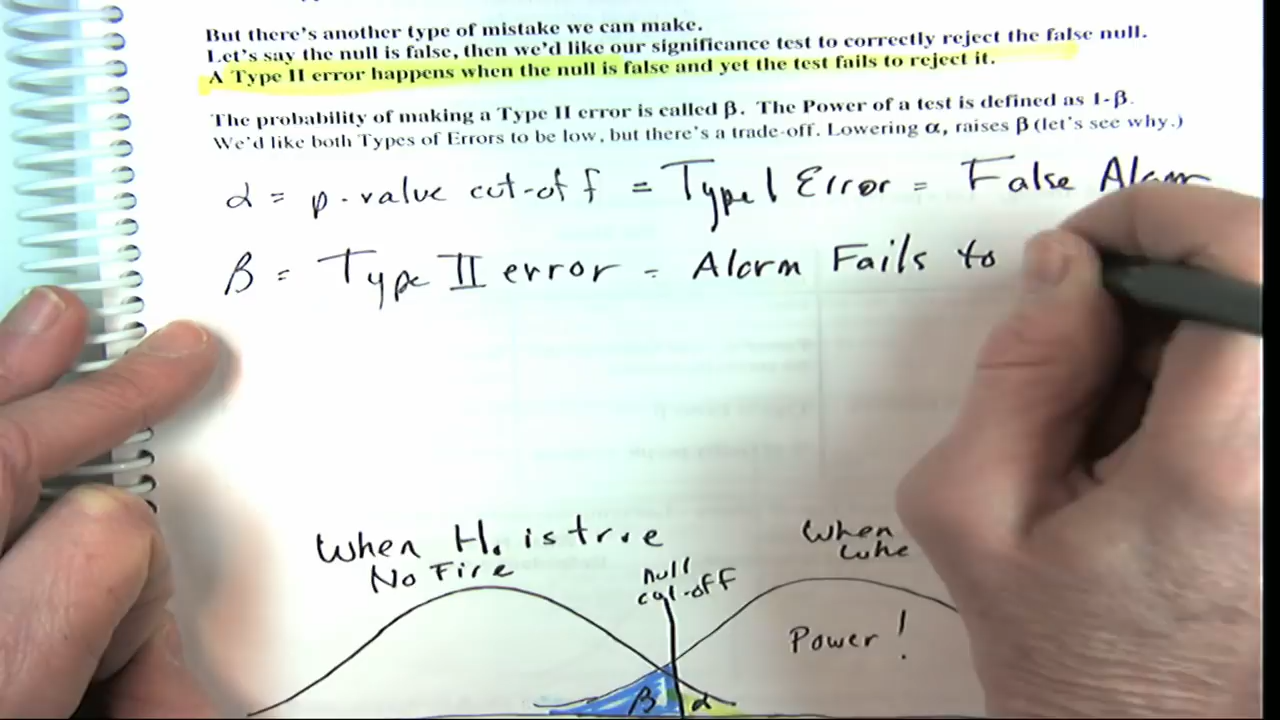 But there's another type of mistake we can make.
Let's say the null is false, then we'd like our significance test to correctly reject the false null.
A Type II error happens when the null is false and yet the test fails to reject it.
The probability of making a Type II error is called β. The Power of a test is defined as 1-β.
We'd like both Types of Errors to be low, but there's a trade-off. Lowering α, raises β (let's see why.)
α = p-value cut-off = Type I Error = False Alarm
β = Type II error = Alarm Fails to
When H₀ is true
No Fire
null
cut-off
When
Whe
Power!
β α